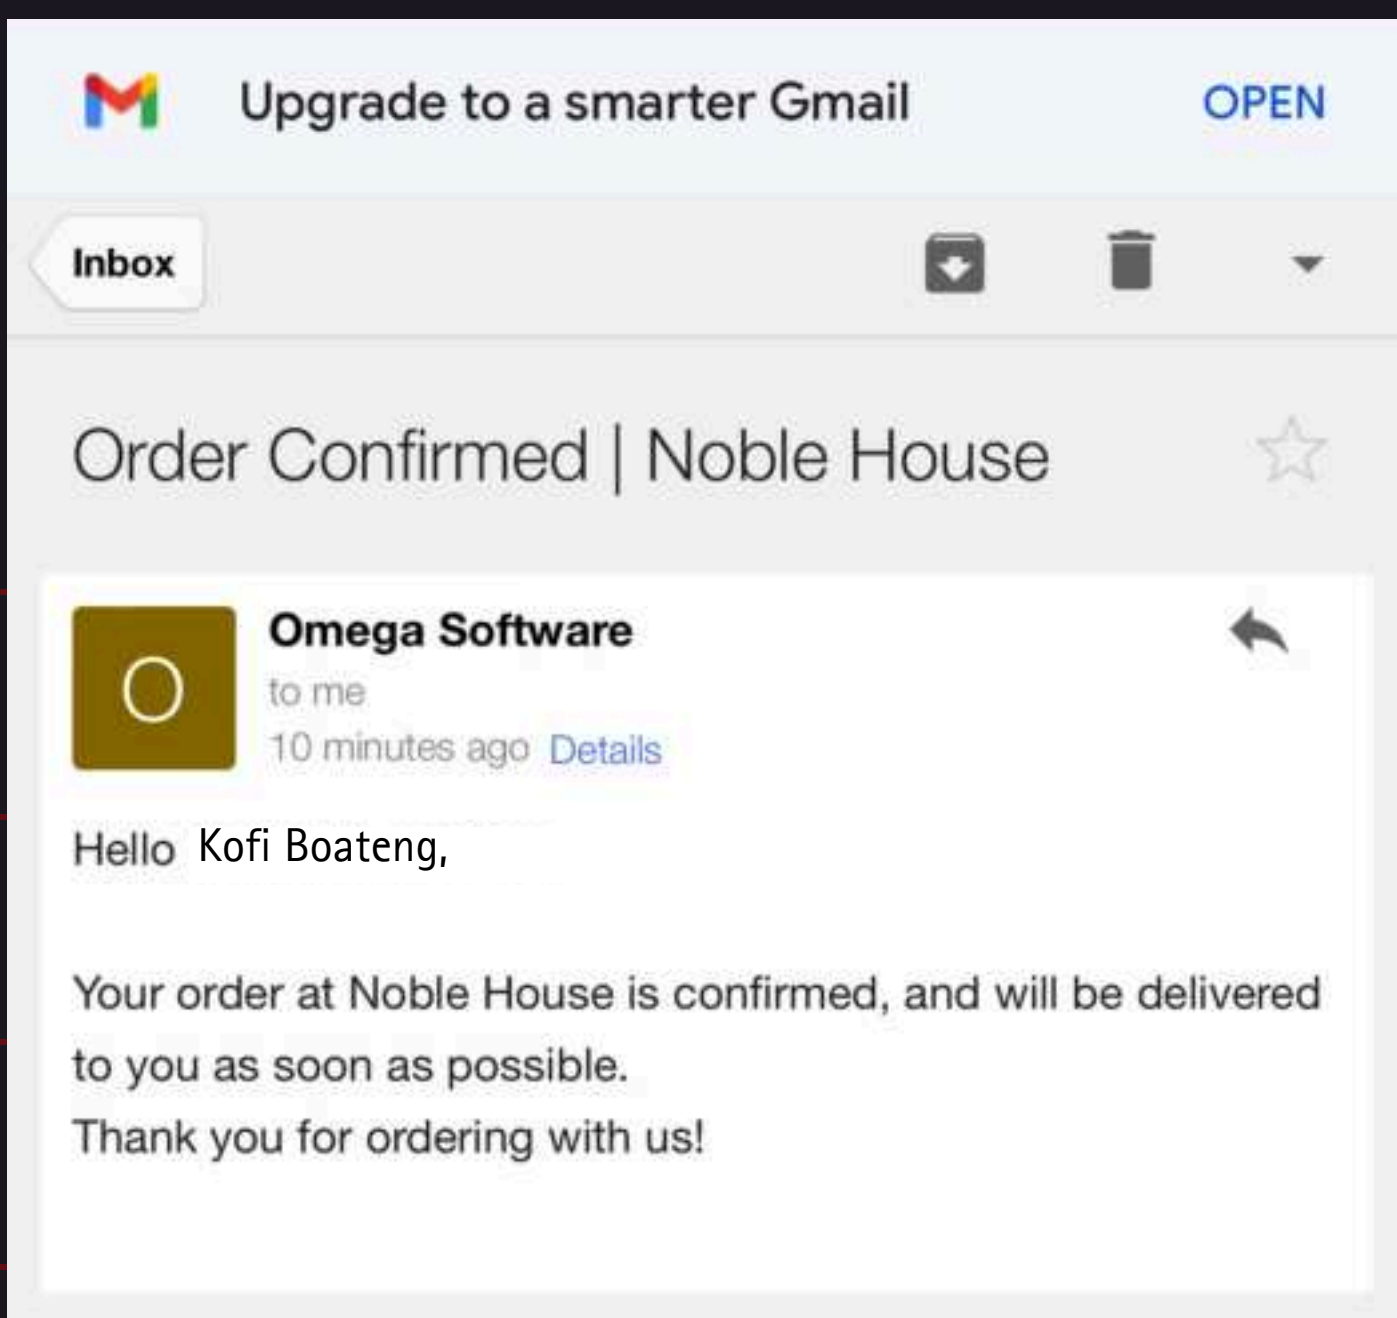 Upgrade to a smarter Gmail OPEN
Inbox
Order Confirmed | Noble House
O
Omega Software
to me
10 minutes ago Details
Hello Kofi Boateng,
Your order at Noble House is confirmed, and will be delivered
to you as soon as possible.
Thank you for ordering with us!